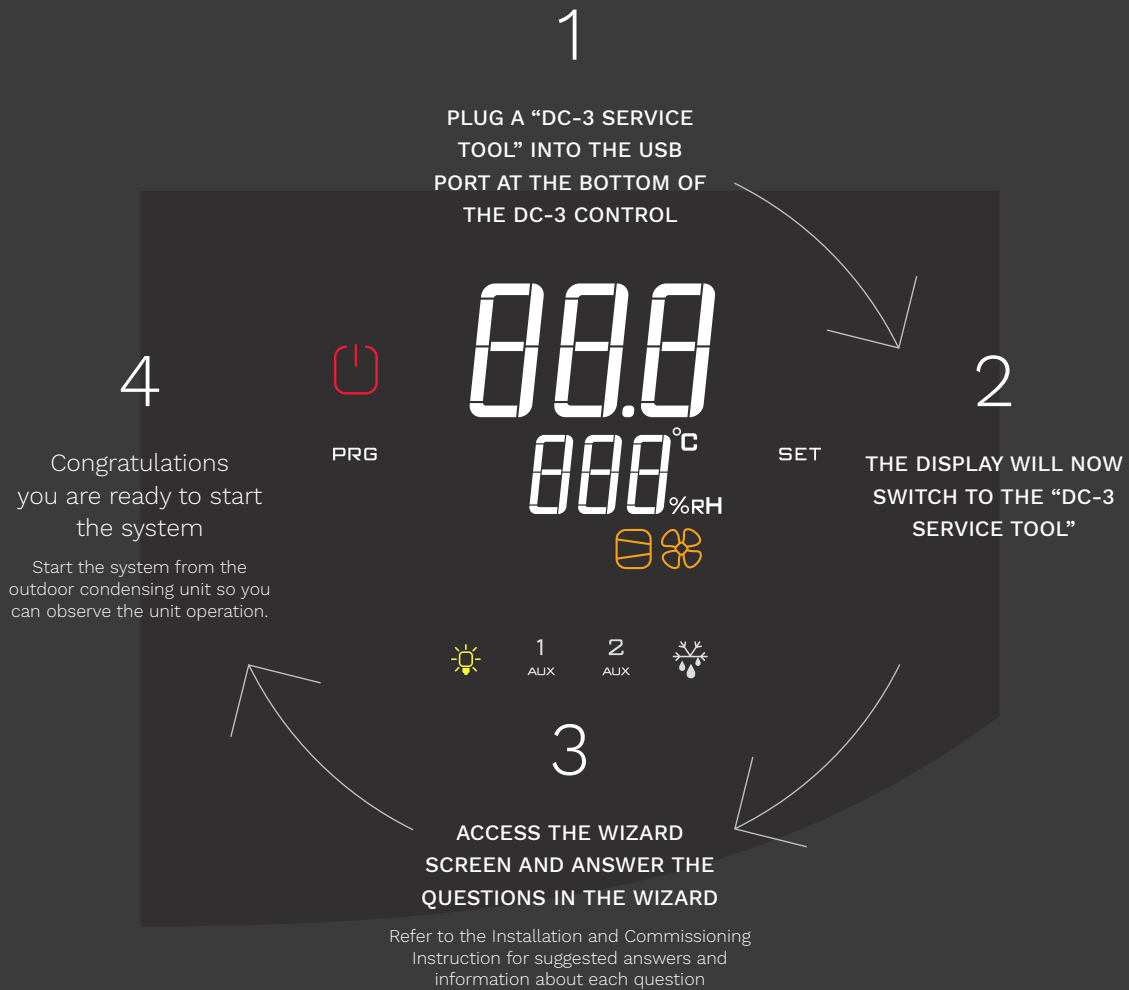 1
PLUG A “DC-3 SERVICE
TOOL” INTO THE USB
PORT AT THE BOTTOM OF
THE DC-3 CONTROL
2
THE DISPLAY WILL NOW
SWITCH TO THE “DC-3
SERVICE TOOL”
3
ACCESS THE WIZARD
SCREEN AND ANSWER THE
QUESTIONS IN THE WIZARD
Refer to the Installation and Commissioning
Instruction for suggested answers and
information about each question
4
Congratulations
you are ready to start
the system
Start the system from the
outdoor condensing unit so you
can observe the unit operation.
88.8
888 °C
%RH
PRG
SET
1 2
AUX AUX